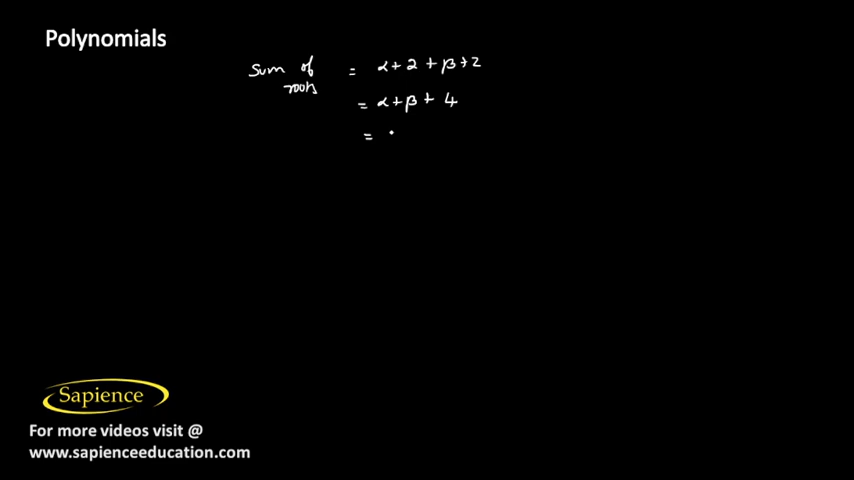 Polynomials
Sum of = α+2+β+2
roots
= α+β+4
=
Sapience
For more videos visit @
www.sapienceeducation.com